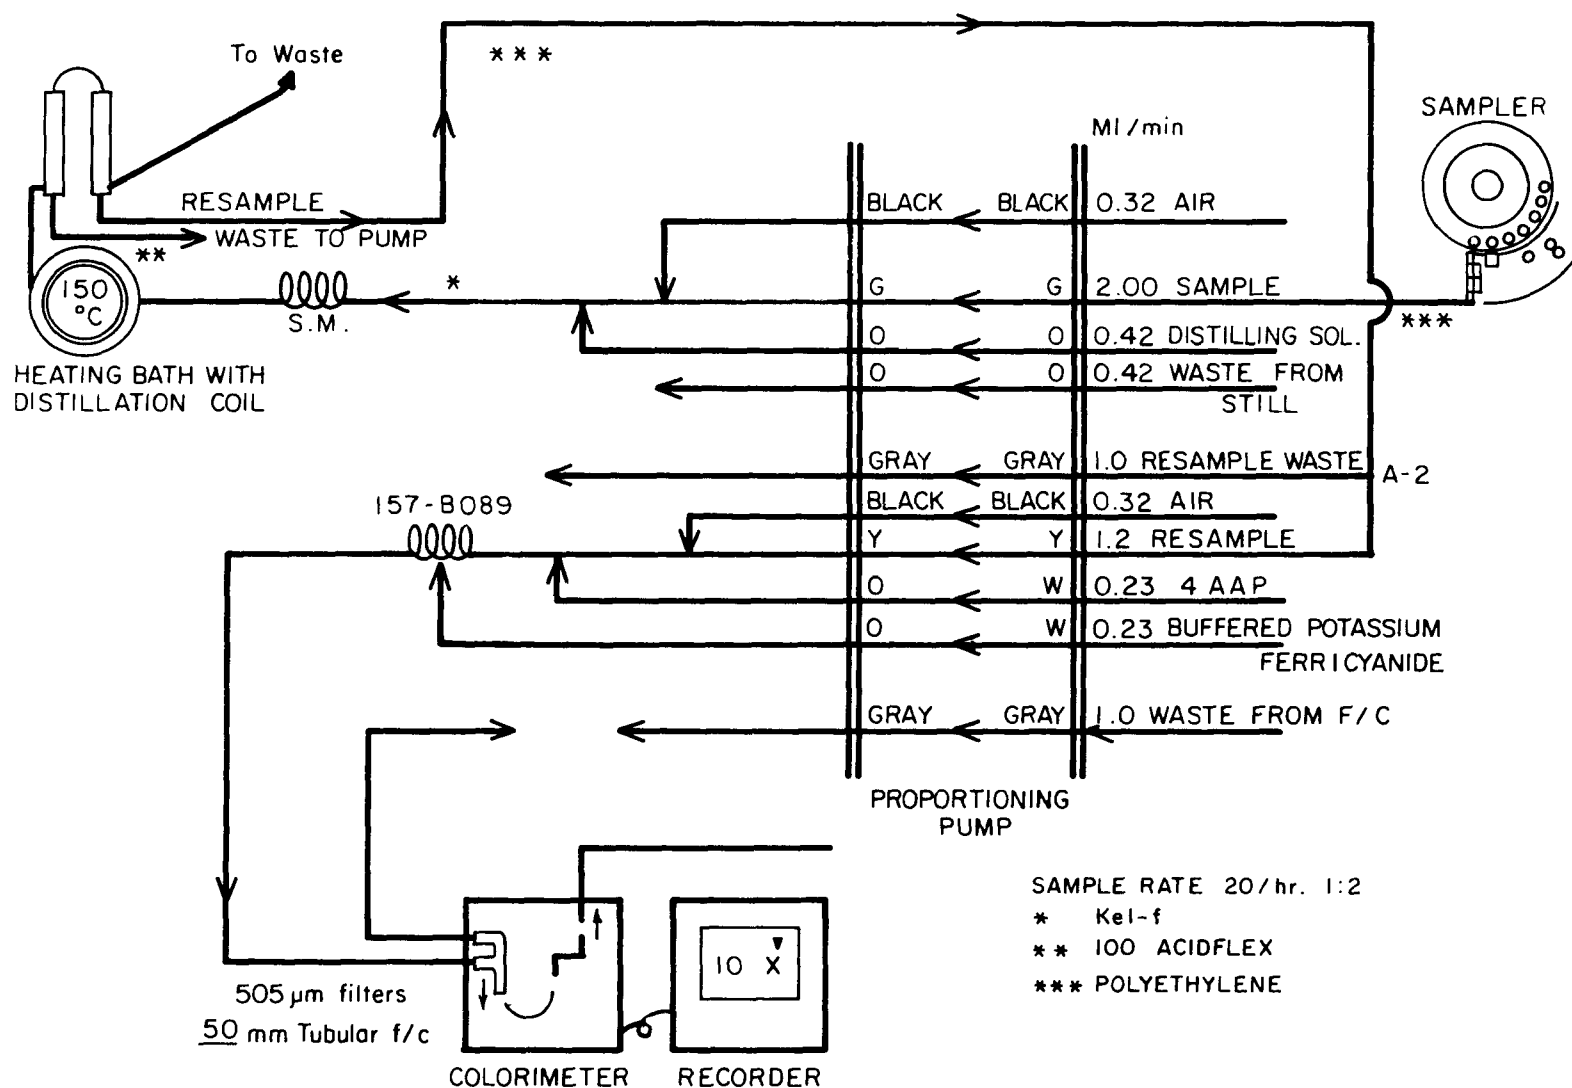 To Waste
***
Ml/min
SAMPLER
RESAMPLE
WASTE TO PUMP
**
BLACK BLACK 0.32 AIR
*
150
°C
S.M.
G G 2.00 SAMPLE
***
O O 0.42 DISTILLING SOL.
O O 0.42 WASTE FROM
STILL
HEATING BATH WITH
DISTILLATION COIL
GRAY GRAY 1.0 RESAMPLE WASTE A-2
157-B089
BLACK BLACK 0.32 AIR
Y Y 1.2 RESAMPLE
O W 0.23 4 AAP
O W 0.23 BUFFERED POTASSIUM
FERRICYANIDE
GRAY GRAY 1.0 WASTE FROM F/C
PROPORTIONING
PUMP
SAMPLE RATE 20/hr. 1:2
* Kel-f
** 100 ACIDFLEX
*** POLYETHYLENE
10 X
505 µm filters
50 mm Tubular f/c
COLORIMETER
RECORDER